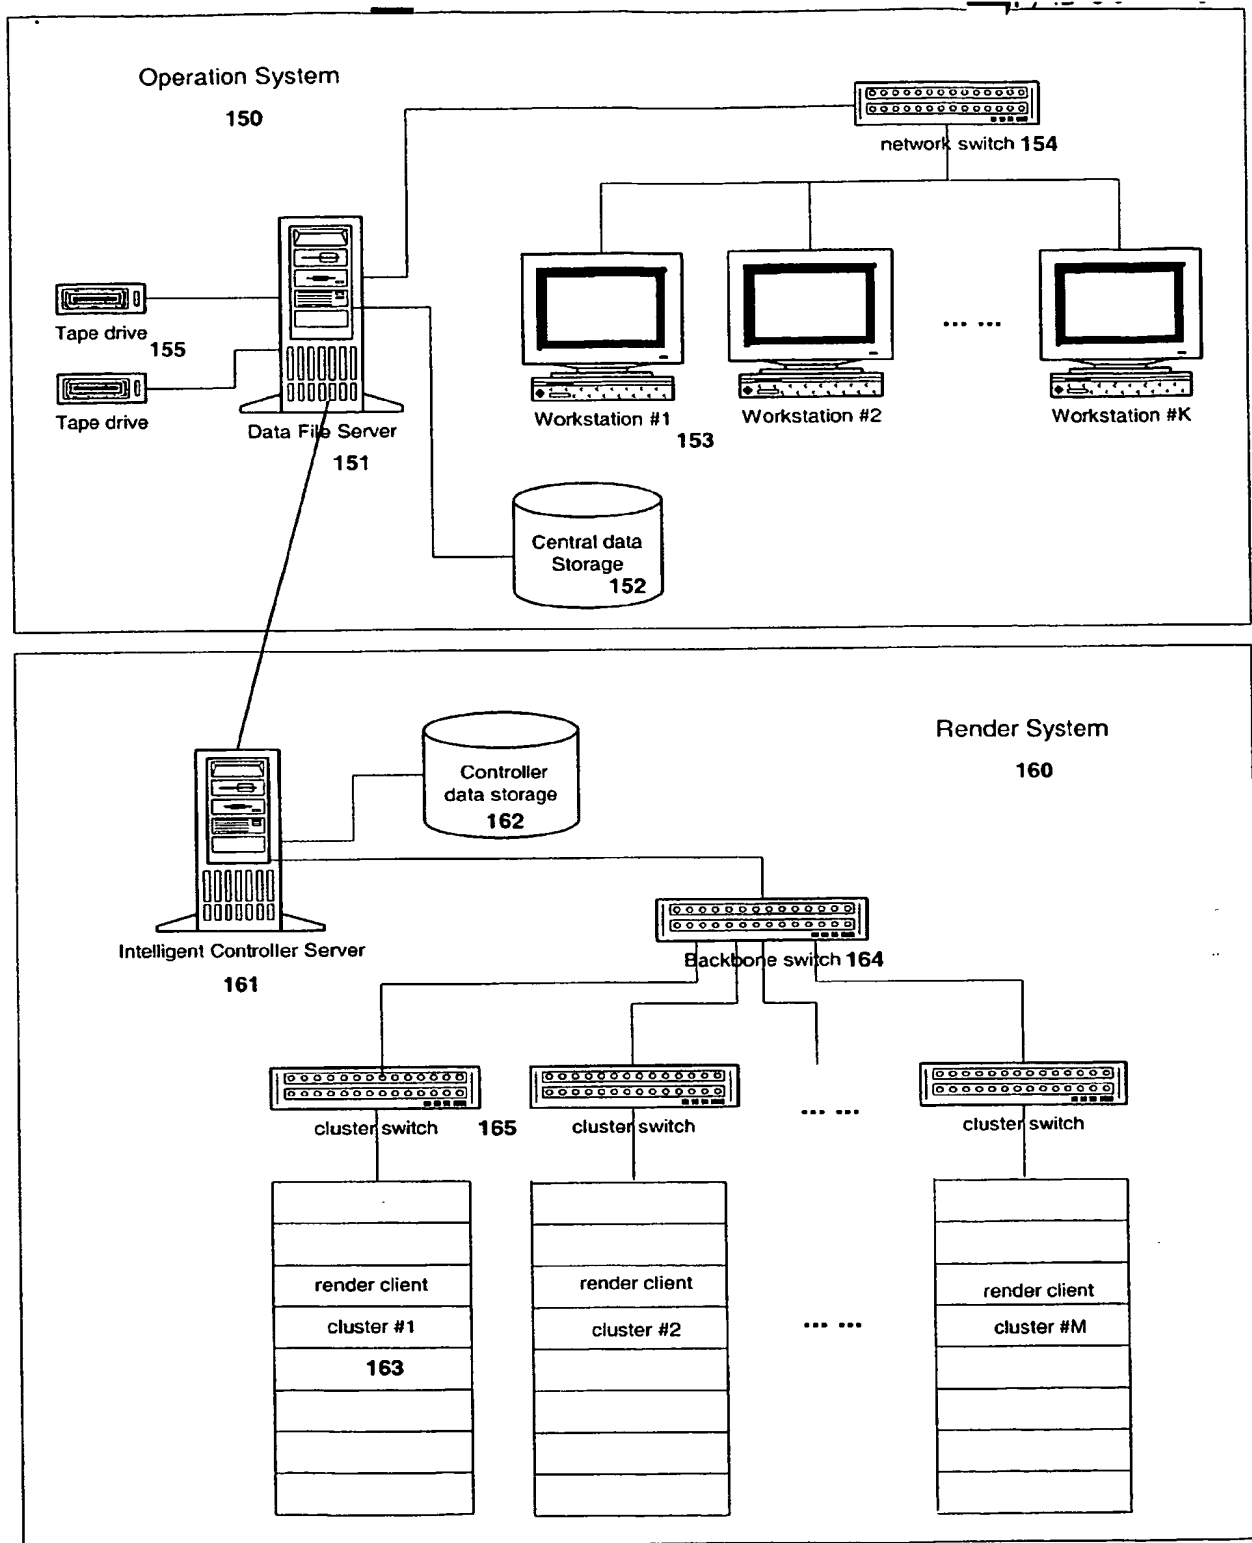 Operation System
150
network switch 154
Tape drive
155
Tape drive
Data File Server
151
Workstation #1
153
Workstation #2
... ...
Workstation #K
Central data
Storage
152
Render System
160
Controller
data storage
162
Intelligent Controller Server
161
Backbone switch 164
cluster switch
165
cluster switch
... ...
cluster switch
render client
cluster #1
163
render client
cluster #2
... ...
render client
cluster #M